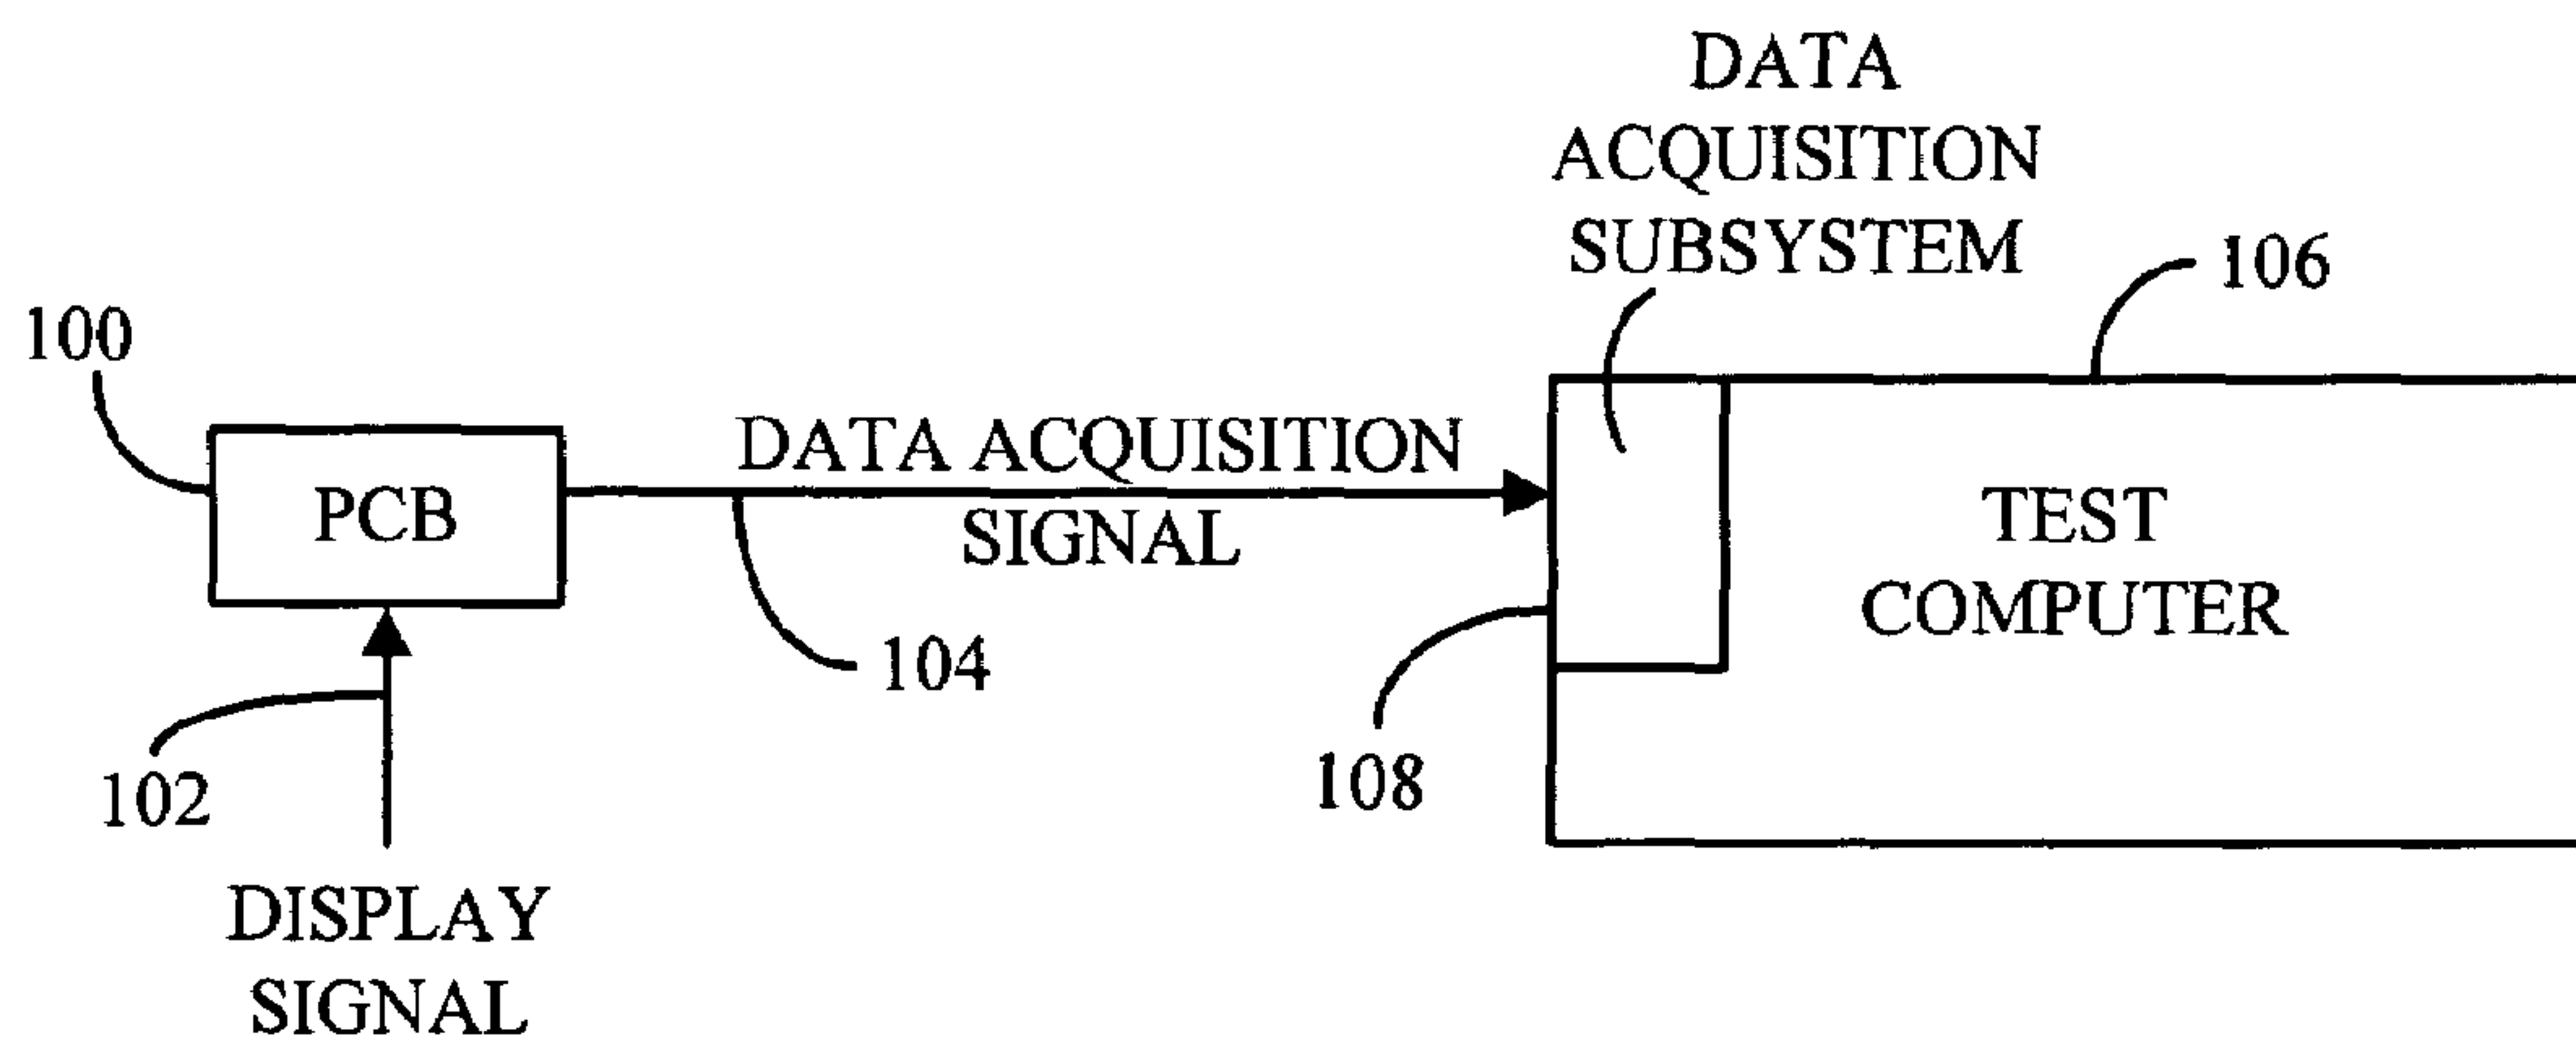 DATA
ACQUISITION
SUBSYSTEM
106
100
DATA ACQUISITION
SIGNAL
PCB
TEST
COMPUTER
104
108
102
DISPLAY
SIGNAL